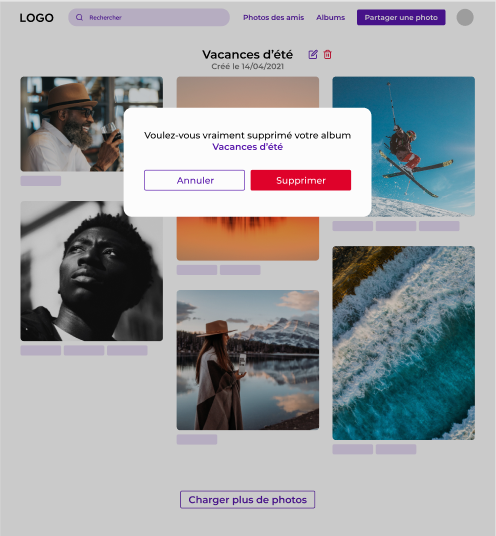 LOGO
Rechercher
Photos des amis
Albums
Partager une photo
Vacances d'été
Créé le 14/04/2021
Voulez-vous vraiment supprimé votre album
Vacances d'été
Annuler
Supprimer
Charger plus de photos